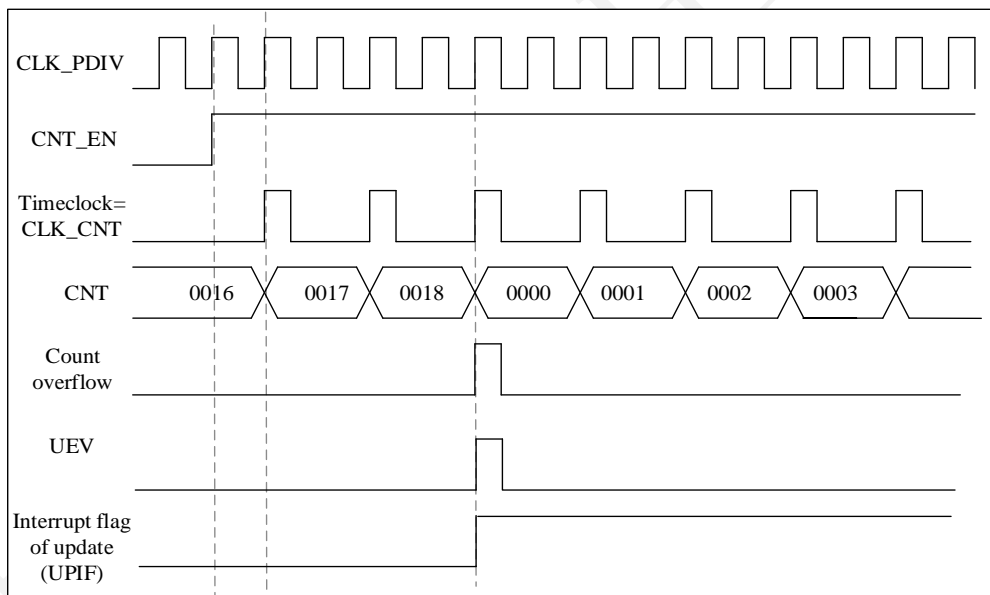 CLK_PDIV
CNT_EN
Timeclock=
CLK_CNT
CNT
0016 0017 0018 0000 0001 0002 0003
Count
overflow
UEV
Interrupt flag
of update
(UPIF)